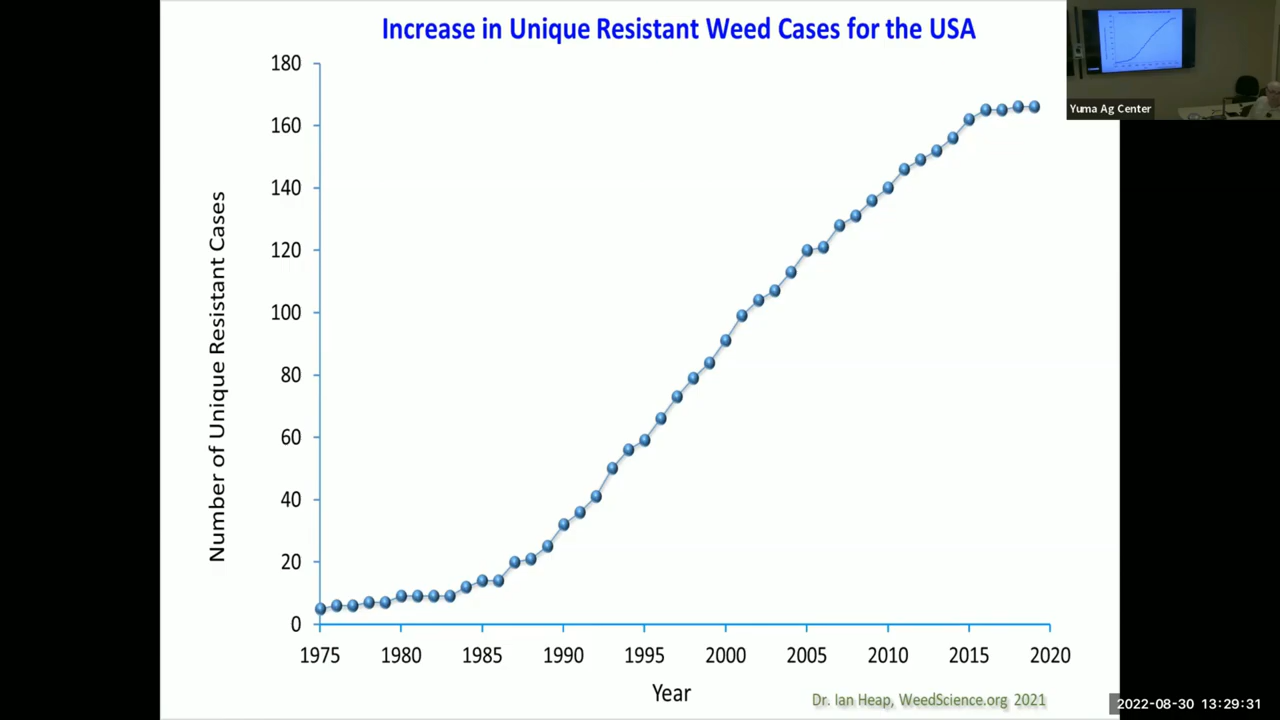 Increase in Unique Resistant Weed Cases for the USA
Yuma Ag Center
Number of Unique Resistant Cases
180
160
140
120
100
80
60
40
20
0
1975 1980 1985 1990 1995 2000 2005 2010 2015 2020
Year
Dr. Ian Heap, WeedScience.org 2021
2022-08-30 13:29:31